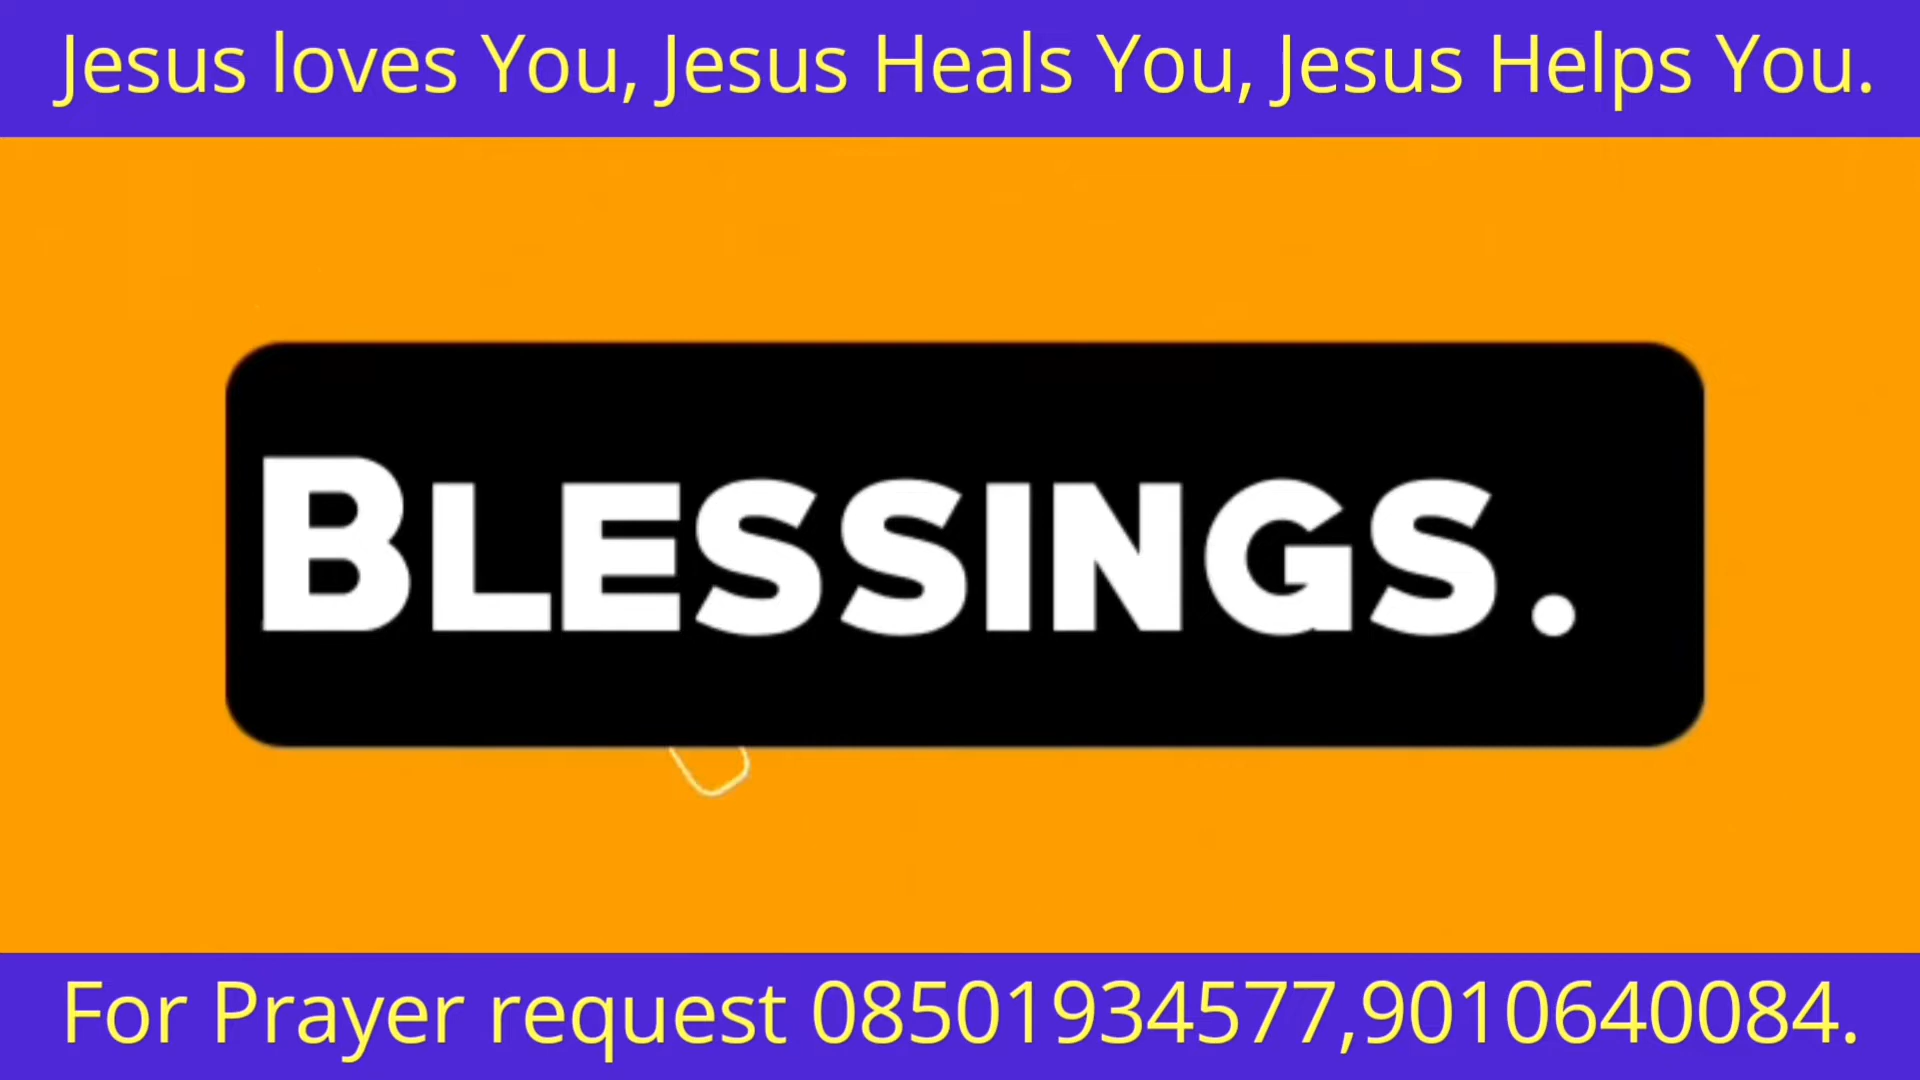 Jesus loves You, Jesus Heals You, Jesus Helps You.
BLESSINGS.
For Prayer request 08501934577,9010640084.